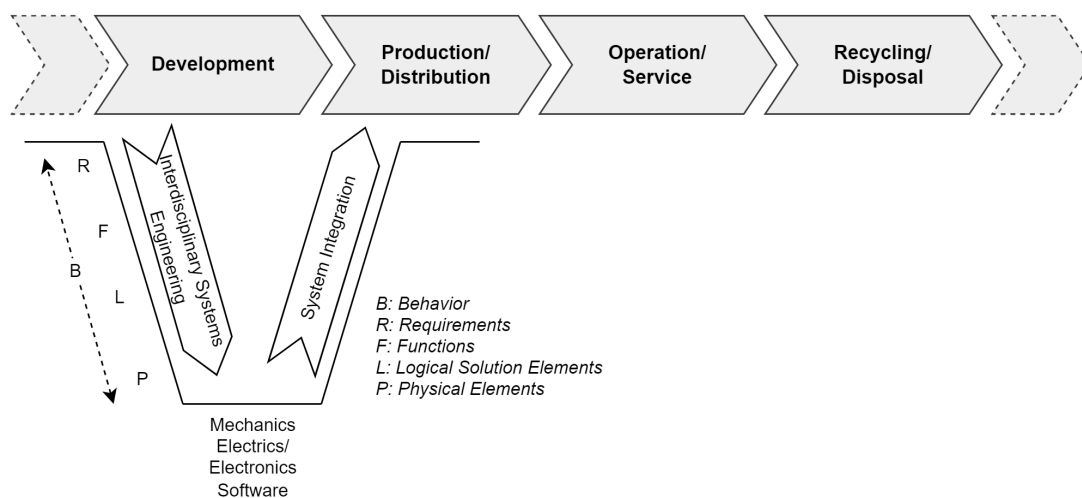 Development
Production/
Distribution
Operation/
Service
Recycling/
Disposal
R
F
B
L
P
Interdisciplinary Systems
Engineering
System Integration
B: Behavior
R: Requirements
F: Functions
L: Logical Solution Elements
P: Physical Elements
Mechanics
Electrics/
Electronics
Software